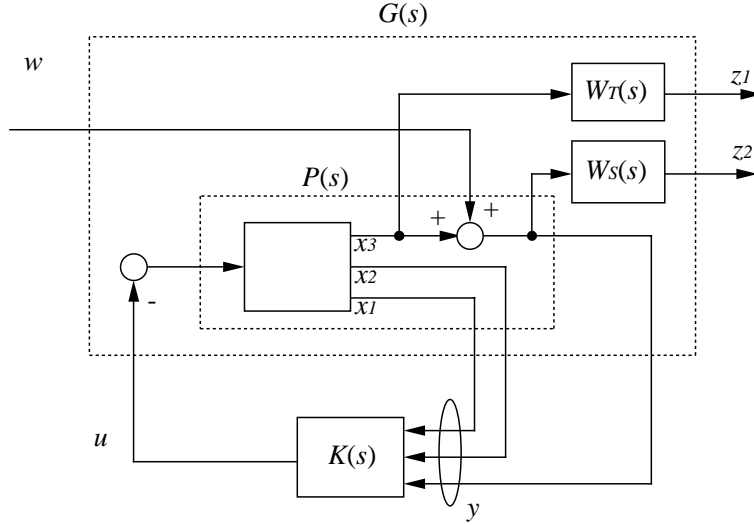 G(s)
w
WT(s)
z1
WS(s)
z2
P(s)
+
+
x3
x2
x1
-
u
K(s)
y